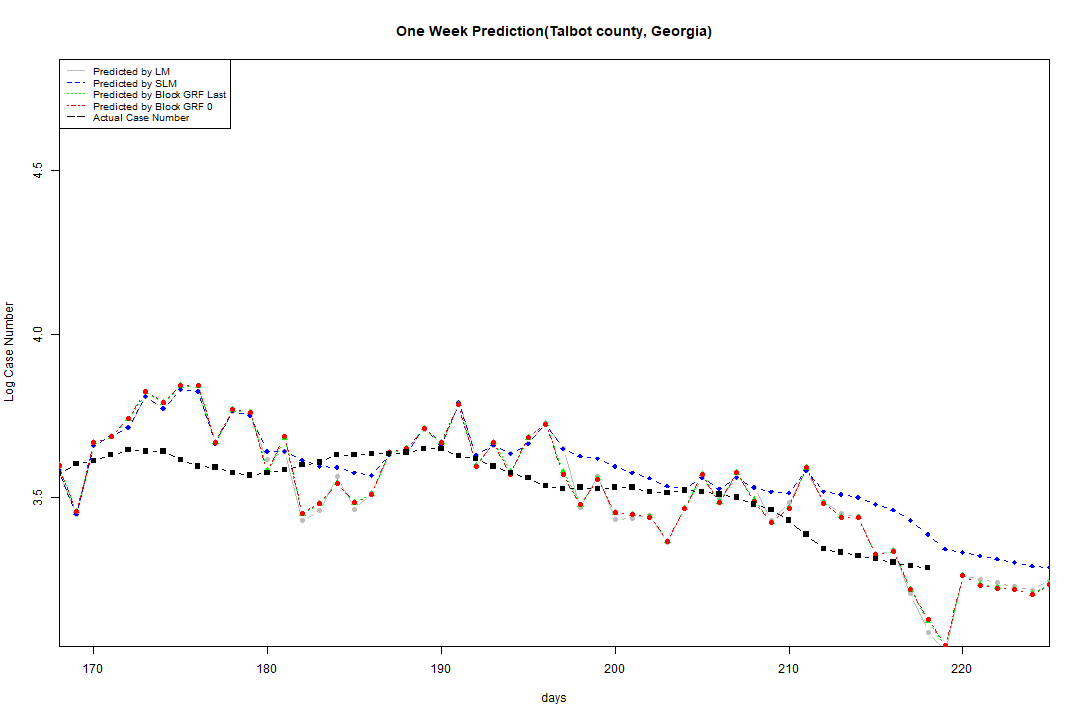 One Week Prediction(Talbot county, Georgia)
Predicted by LM
Predicted by SLM
Predicted by Block GRF Last
Predicted by Block GRF 0
Actual Case Number
4.5
4.0
3.5
Log Case Number
170 180 190 200 210 220
days